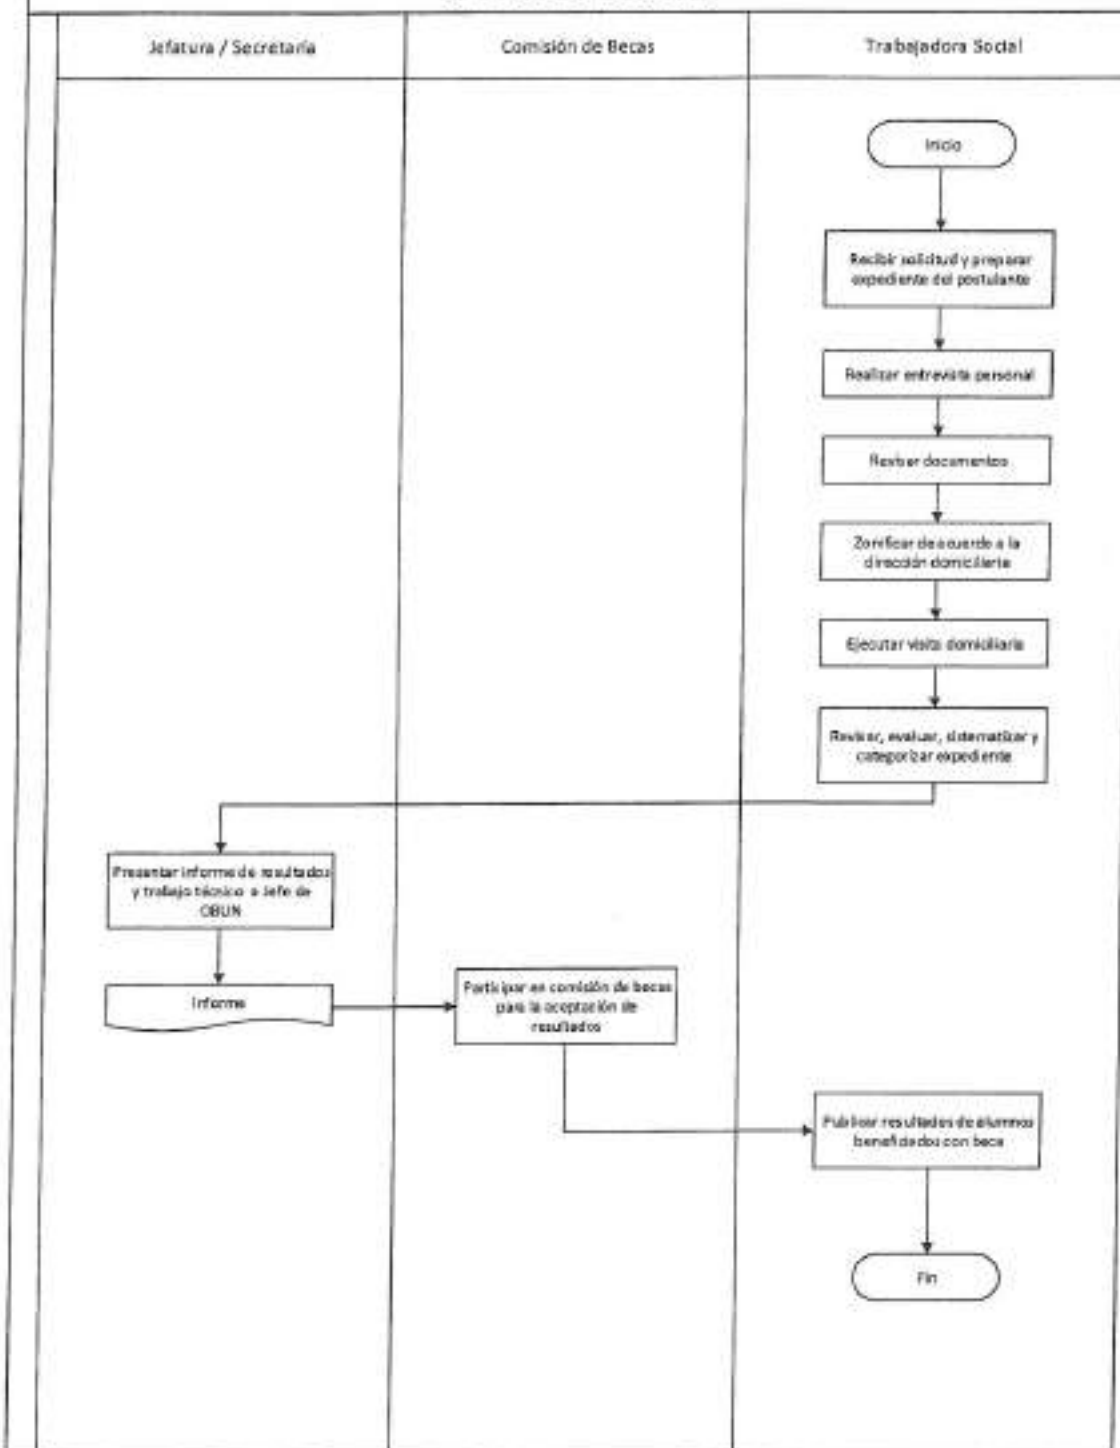 Jefatura / Secretaría
Comisión de Becas
Trabajadora Social
Inicio
Recibir solicitud y preparar
expediente del postulante
Realizar entrevista personal
Revisar documentos
Zonificar de acuerdo a la
dirección domiciliaria
Ejecutar visita domiciliaria
Revisar, evaluar, sistematizar y
categorizar expediente
Presentar informe de resultados
y trabajo técnico a Jefe de
OBUN
Informe
Participar en comisión de becas
para la aceptación de
resultados
Publicar resultados de alumnos
beneficiados con beca
Fin